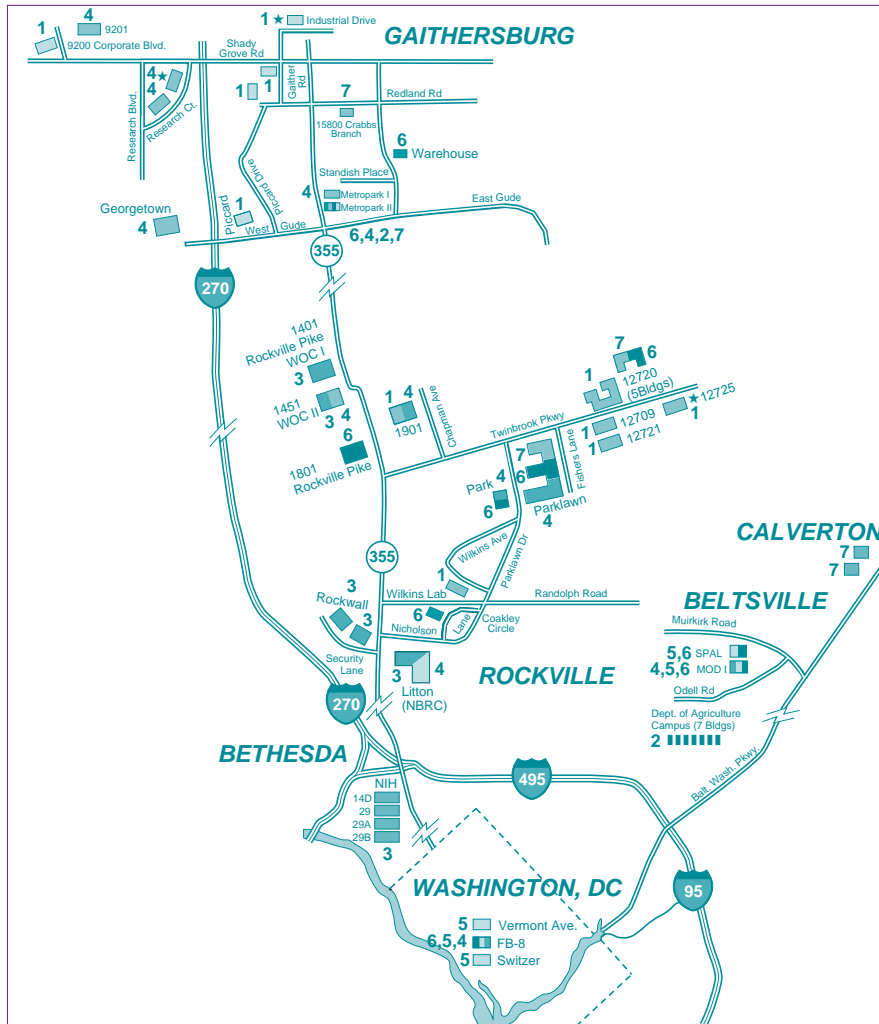 4
1 ★ Industrial Drive
GAITHERSBURG
1
9201
9200 Corporate Blvd.
Shady
Grove Rd
4 ★
4
1
1
Gaither
Rd
7
Redland Rd
15800 Crabbs
Branch
Research Blvd.
Research Ct.
6
Warehouse
Standish Place
Piccard Drive
4
Metropark I
Metropark II
East Gude
Georgetown
4
Piccard
1
West Gude
6,4,2,7
355
270
1401
Rockville Pike
WOC I
3
1451
WOC II
3 4
6
1801
Rockville Pike
1 4
1901
Chapman Ave
Twinbrook Pkwy
7
6
1
12720
(5Bldgs)
★ 12725
1
1
12709
1
12721
Fishers Lane
7
6
4
Parklawn
Park 4
6
Wilkins Ave
Parklawn Dr
355
CALVERTON
7
7
1
Wilkins Lab
Randolph Road
3
Rockwall
3
6
Nicholson
Lane
Coakley
Circle
Security
Lane
BELTSVILLE
Muirkirk Road
5,6 SPAL
4,5,6 MOD I
Odell Rd
3 4
Litton
(NBRC)
ROCKVILLE
270
Dept. of Agriculture
Campus (7 Bldgs)
2
BETHESDA
Balt. Wash. Pkwy.
495
NIH
14D
29
29A
29B
3
WASHINGTON, DC
95
5 Vermont Ave.
6,5,4 FB-8
5 Switzer